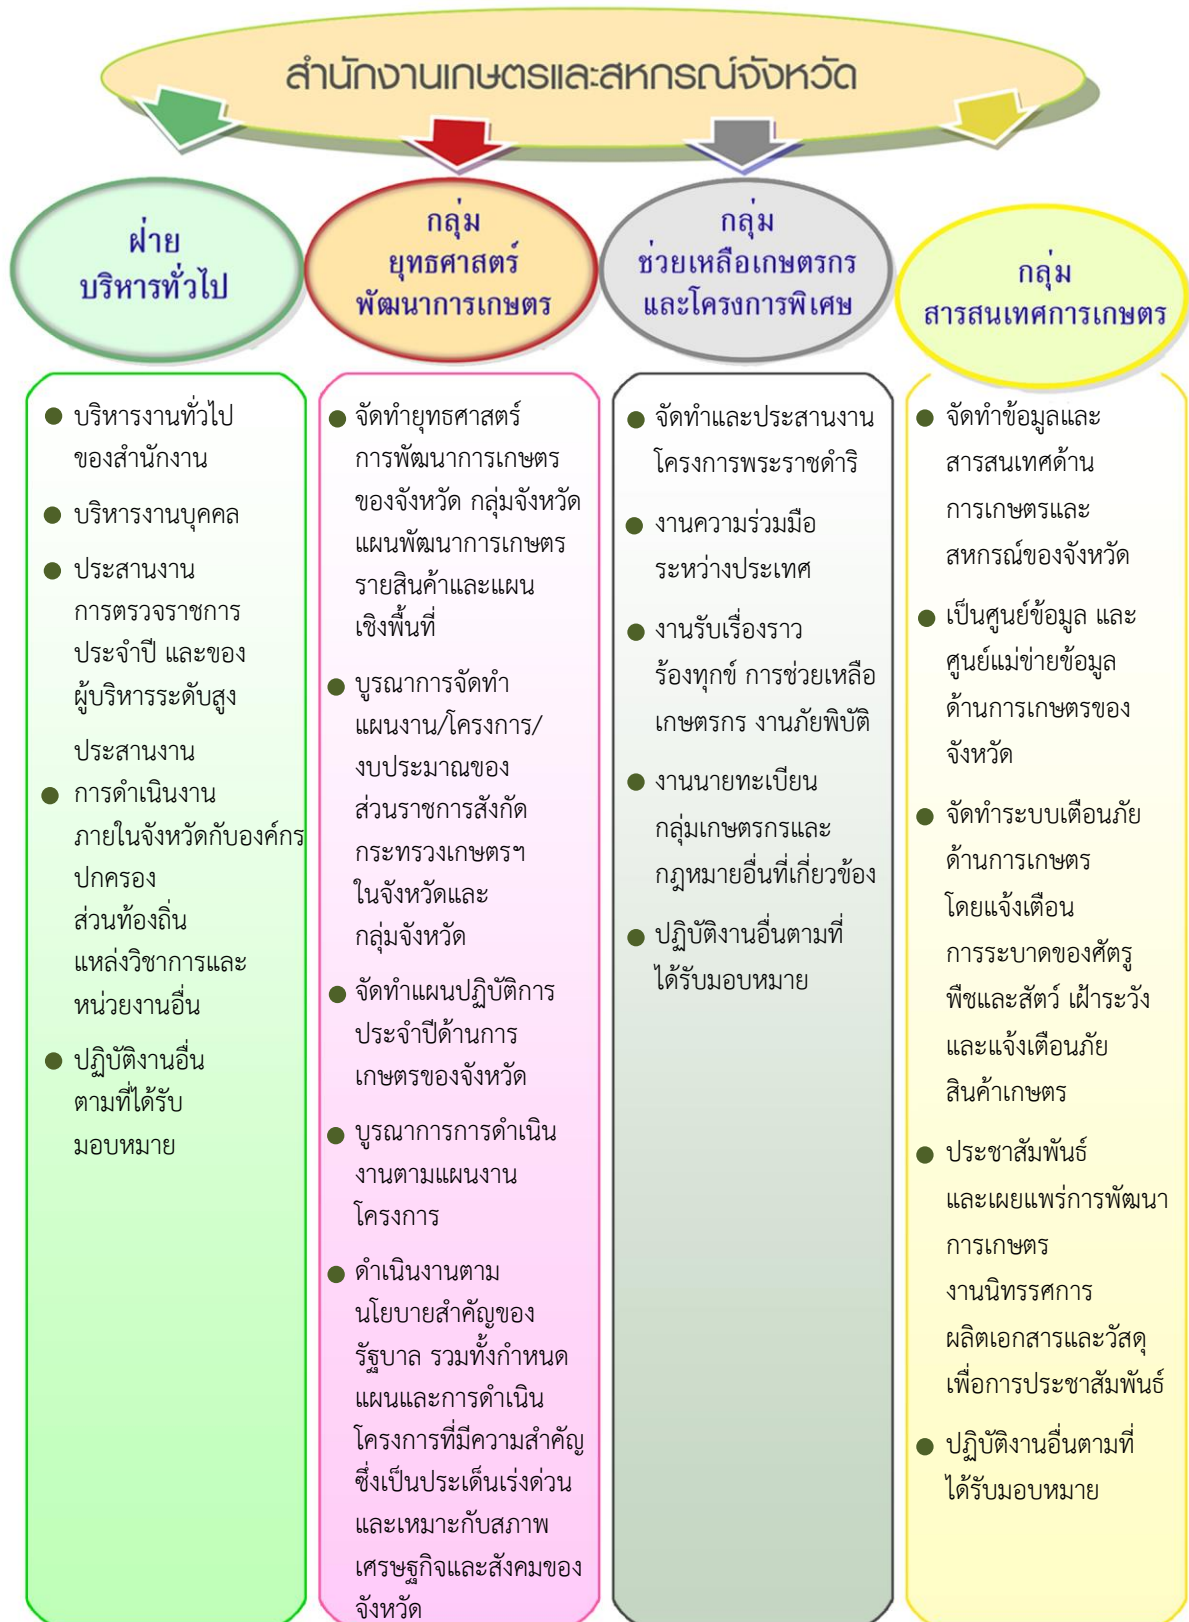 สำนักงานเกษตรและสหกรณ์จังหวัด
ฝ่าย
บริหารทั่วไป
กลุ่ม
ยุทธศาสตร์
พัฒนาการเกษตร
กลุ่ม
ช่วยเหลือเกษตรกร
และโครงการพิเศษ
กลุ่ม
สารสนเทศการเกษตร
บริหารงานทั่วไป
ของสำนักงาน
บริหารงานบุคคล
ประสานงาน
การตรวจราชการ
ประจำปี และของ
ผู้บริหารระดับสูง
ประสานงาน
การดำเนินงาน
ภายในจังหวัดกับองค์กร
ปกครอง
ส่วนท้องถิ่น
แหล่งวิชาการและ
หน่วยงานอื่น
ปฏิบัติงานอื่น
ตามที่ได้รับ
มอบหมาย
จัดทำยุทธศาสตร์
การพัฒนาการเกษตร
ของจังหวัด กลุ่มจังหวัด
แผนพัฒนาการเกษตร
รายสินค้าและแผน
เชิงพื้นที่
บูรณาการจัดทำ
แผนงาน/โครงการ/
งบประมาณของ
ส่วนราชการสังกัด
กระทรวงเกษตรฯ
ในจังหวัดและ
กลุ่มจังหวัด
จัดทำแผนปฏิบัติการ
ประจำปีด้านการ
เกษตรของจังหวัด
บูรณาการการดำเนิน
งานตามแผนงาน
โครงการ
ดำเนินงานตาม
นโยบายสำคัญของ
รัฐบาล รวมทั้งกำหนด
แผนและการดำเนิน
โครงการที่มีความสำคัญ
ซึ่งเป็นประเด็นเร่งด่วน
และเหมาะกับสภาพ
เศรษฐกิจและสังคมของ
จังหวัด
จัดทำและประสานงาน
โครงการพระราชดำริ
งานความร่วมมือ
ระหว่างประเทศ
งานรับเรื่องราว
ร้องทุกข์ การช่วยเหลือ
เกษตรกร งานภัยพิบัติ
งานนายทะเบียน
กลุ่มเกษตรกรและ
กฎหมายอื่นที่เกี่ยวข้อง
ปฏิบัติงานอื่นตามที่
ได้รับมอบหมาย
จัดทำข้อมูลและ
สารสนเทศด้าน
การเกษตรและ
สหกรณ์ของจังหวัด
เป็นศูนย์ข้อมูล และ
ศูนย์แม่ข่ายข้อมูล
ด้านการเกษตรของ
จังหวัด
จัดทำระบบเตือนภัย
ด้านการเกษตร
โดยแจ้งเตือน
การระบาดของศัตรู
พืชและสัตว์ เฝ้าระวัง
และแจ้งเตือนภัย
สินค้าเกษตร
ประชาสัมพันธ์
และเผยแพร่การพัฒนา
การเกษตร
งานนิทรรศการ
ผลิตเอกสารและวัสดุ
เพื่อการประชาสัมพันธ์
ปฏิบัติงานอื่นตามที่
ได้รับมอบหมาย